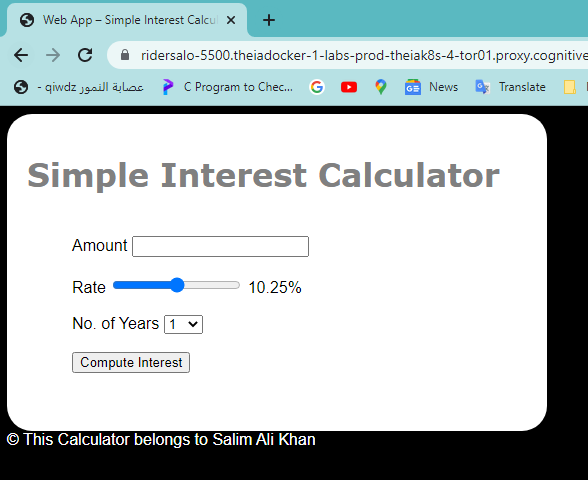 Web App – Simple Interest Calcul
ridersalo-5500.theiadocker-1-labs-prod-theiak8s-4-tor01.proxy.cognitive
عصابة النمور qiwdz - C Program to Chec... News Translate
Simple Interest Calculator
Amount
Rate 10.25%
No. of Years 1
Compute Interest
© This Calculator belongs to Salim Ali Khan